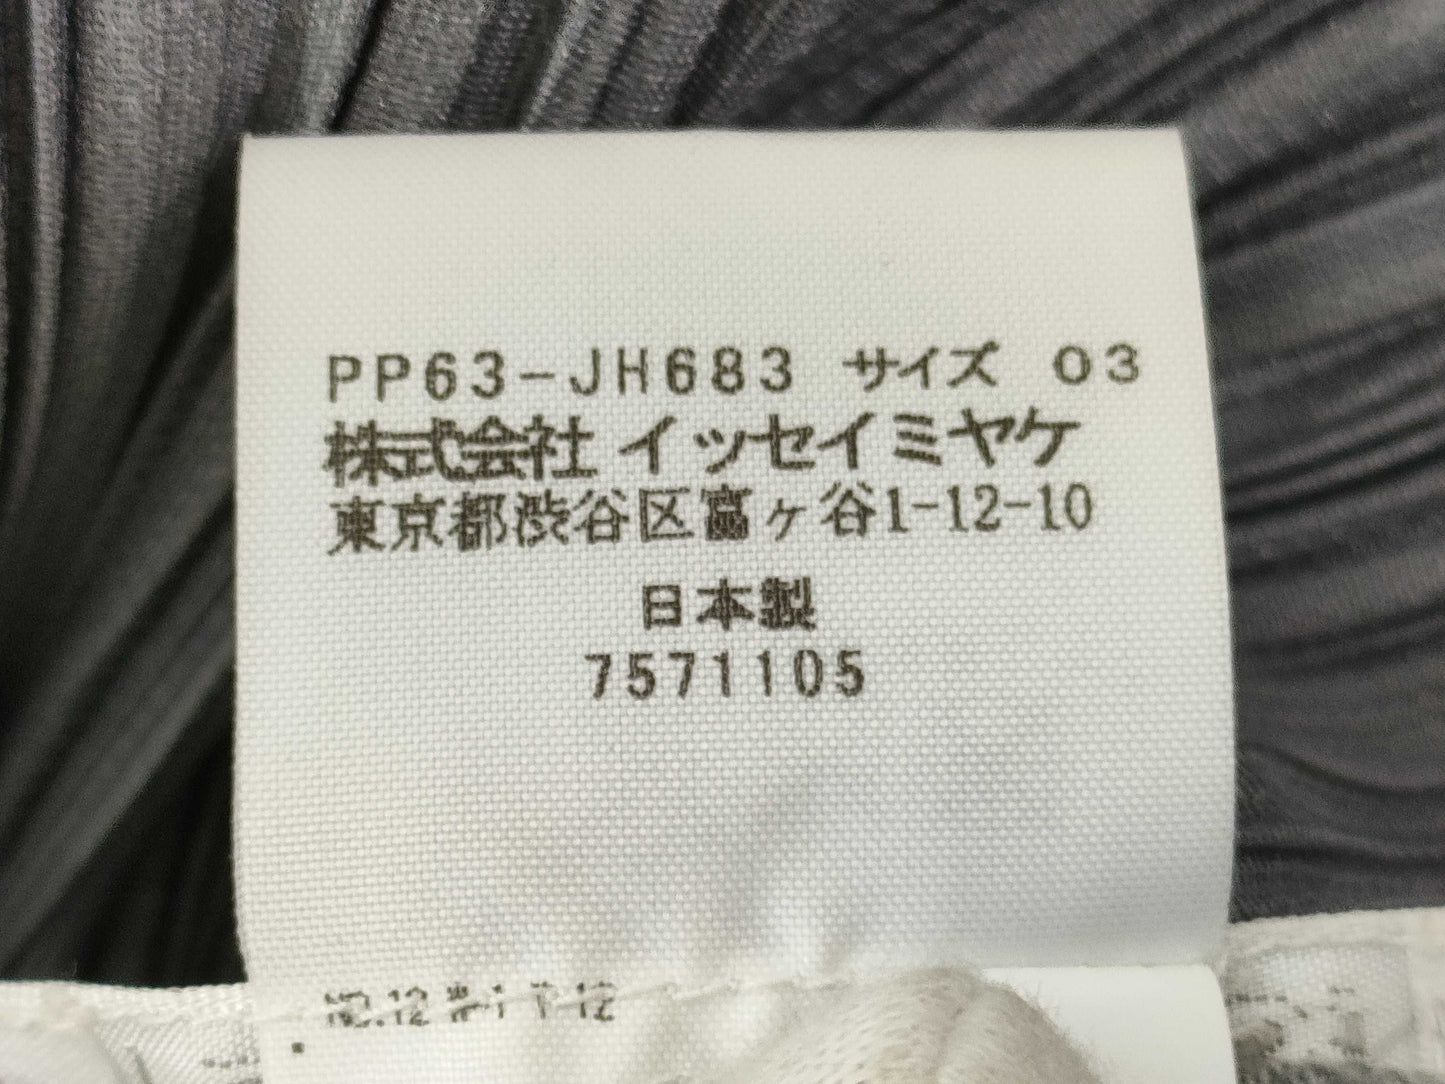 PP63-JH683 サイズ 03
株式会社 イッセイミヤケ
東京都渋谷区富ヶ谷1-12-10
日本製
7571105